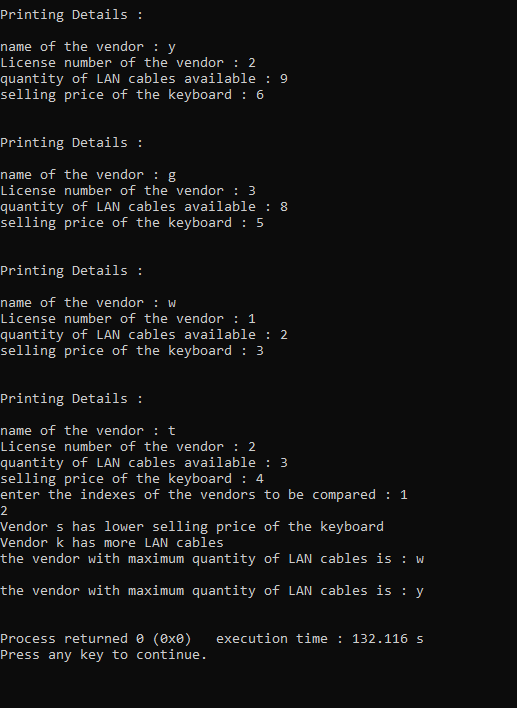 Printing Details :
name of the vendor : y
License number of the vendor : 2
quantity of LAN cables available : 9
selling price of the keyboard : 6
Printing Details :
name of the vendor : g
License number of the vendor : 3
quantity of LAN cables available : 8
selling price of the keyboard : 5
Printing Details :
name of the vendor : w
License number of the vendor : 1
quantity of LAN cables available : 2
selling price of the keyboard : 3
Printing Details :
name of the vendor : t
License number of the vendor : 2
quantity of LAN cables available : 3
selling price of the keyboard : 4
enter the indexes of the vendors to be compared : 1
2
Vendor s has lower selling price of the keyboard
Vendor k has more LAN cables
the vendor with maximum quantity of LAN cables is : w
the vendor with maximum quantity of LAN cables is : y
Process returned 0 (0x0)   execution time : 132.116 s
Press any key to continue.